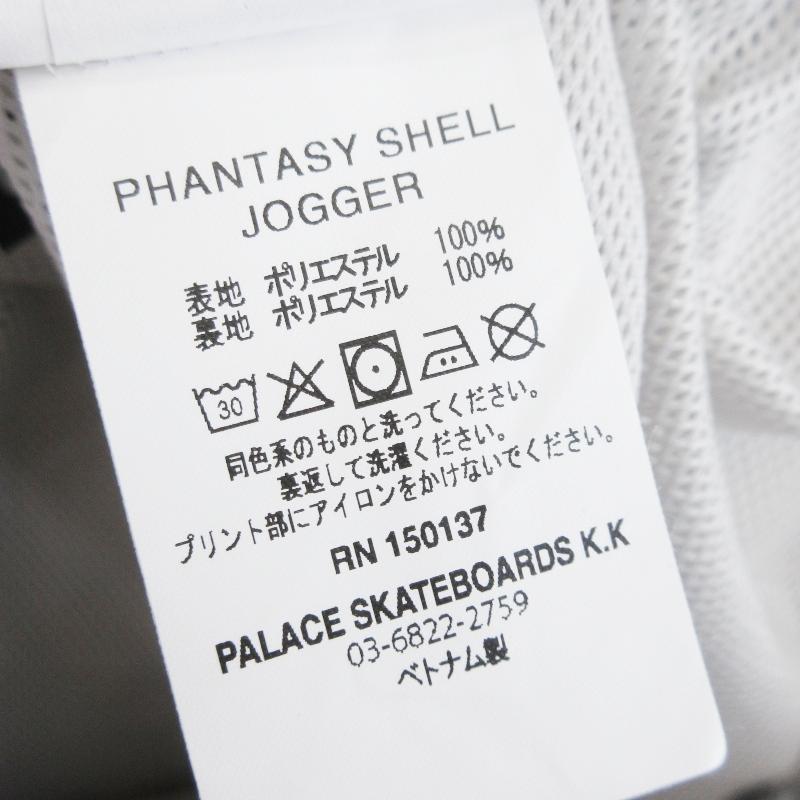 PHANTASY SHELL
JOGGER
表地 ポリエステル 100%
裏地 ポリエステル 100%
30
同色系のものと洗ってください。
裏返して洗濯ください。
プリント部にアイロンをかけないでください。
RN 150137
PALACE SKATEBOARDS K.K
03-6822-2759
ベトナム製